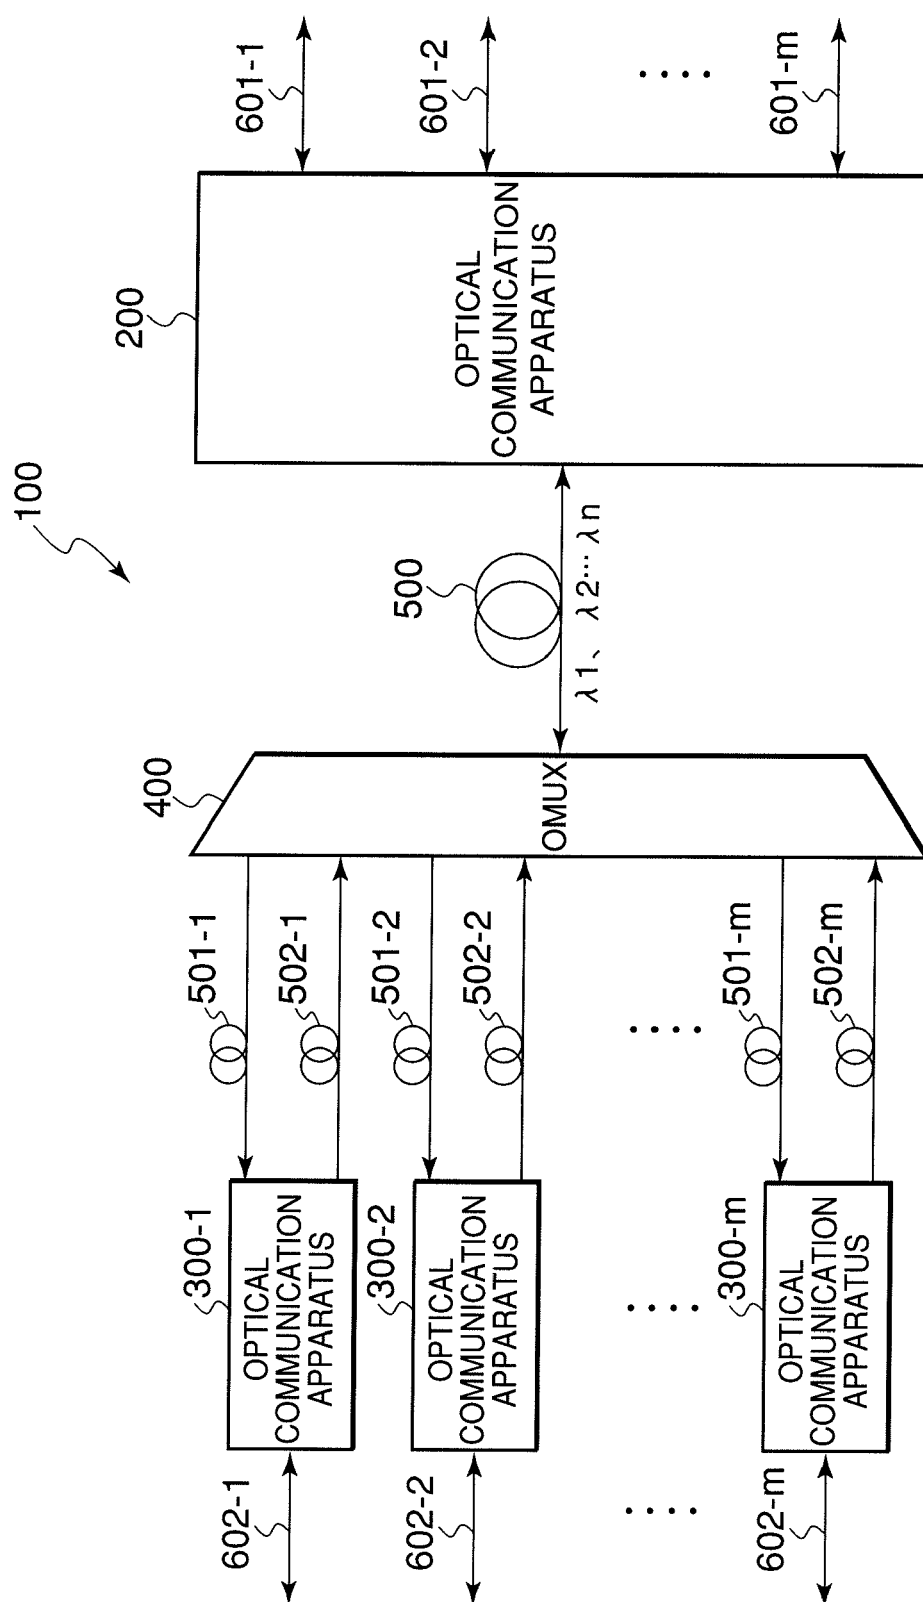 100
200
OPTICAL
COMMUNICATION
APPARATUS
601-1
601-2
601-m
500
λ1、λ2··· λn
400
OMUX
501-1
502-1
501-2
502-2
501-m
502-m
300-1
OPTICAL
COMMUNICATION
APPARATUS
300-2
OPTICAL
COMMUNICATION
APPARATUS
300-m
OPTICAL
COMMUNICATION
APPARATUS
602-1
602-2
602-m